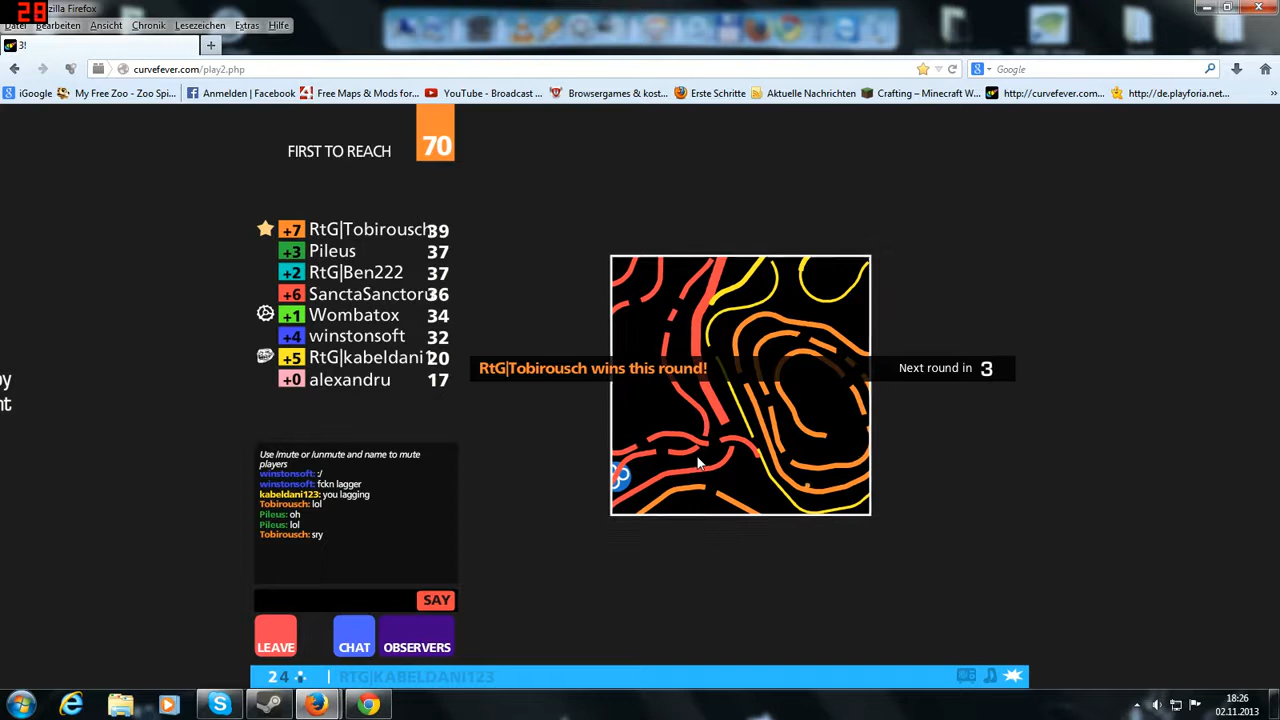 28
zilla Firefox
Datei Bearbeiten Ansicht Chronik Lesezeichen Extras Hilfe
3!
curvefever.com/play2.php
Google
iGoogle My Free Zoo - Zoo Spi... Anmelden | Facebook Free Maps & Mods for... YouTube - Broadcast ... Browsergames & kost... Erste Schritte Aktuelle Nachrichten Crafting – Minecraft W... http://curvefever.com/... http://de.playforia.net... »
FIRST TO REACH 70
+7 RtG|Tobirousch 39
+3 Pileus 37
+2 RtG|Ben222 37
+6 SanctaSanctoru 36
+1 Wombatox 34
+4 winstonsoft 32
+5 RtG|kabeldani1 20
+0 alexandru 17
RtG|Tobirousch wins this round!
Next round in 3
Use /mute or /unmute and name to mute
players
winstonsoft: :/
winstonsoft: fckn lagger
kabeldani123: you lagging
Tobirousch: lol
Pileus: oh
Pileus: lol
Tobirousch: sry
SAY
LEAVE CHAT OBSERVERS
24 RTG|KABELDANI123
18:26
02.11.2013